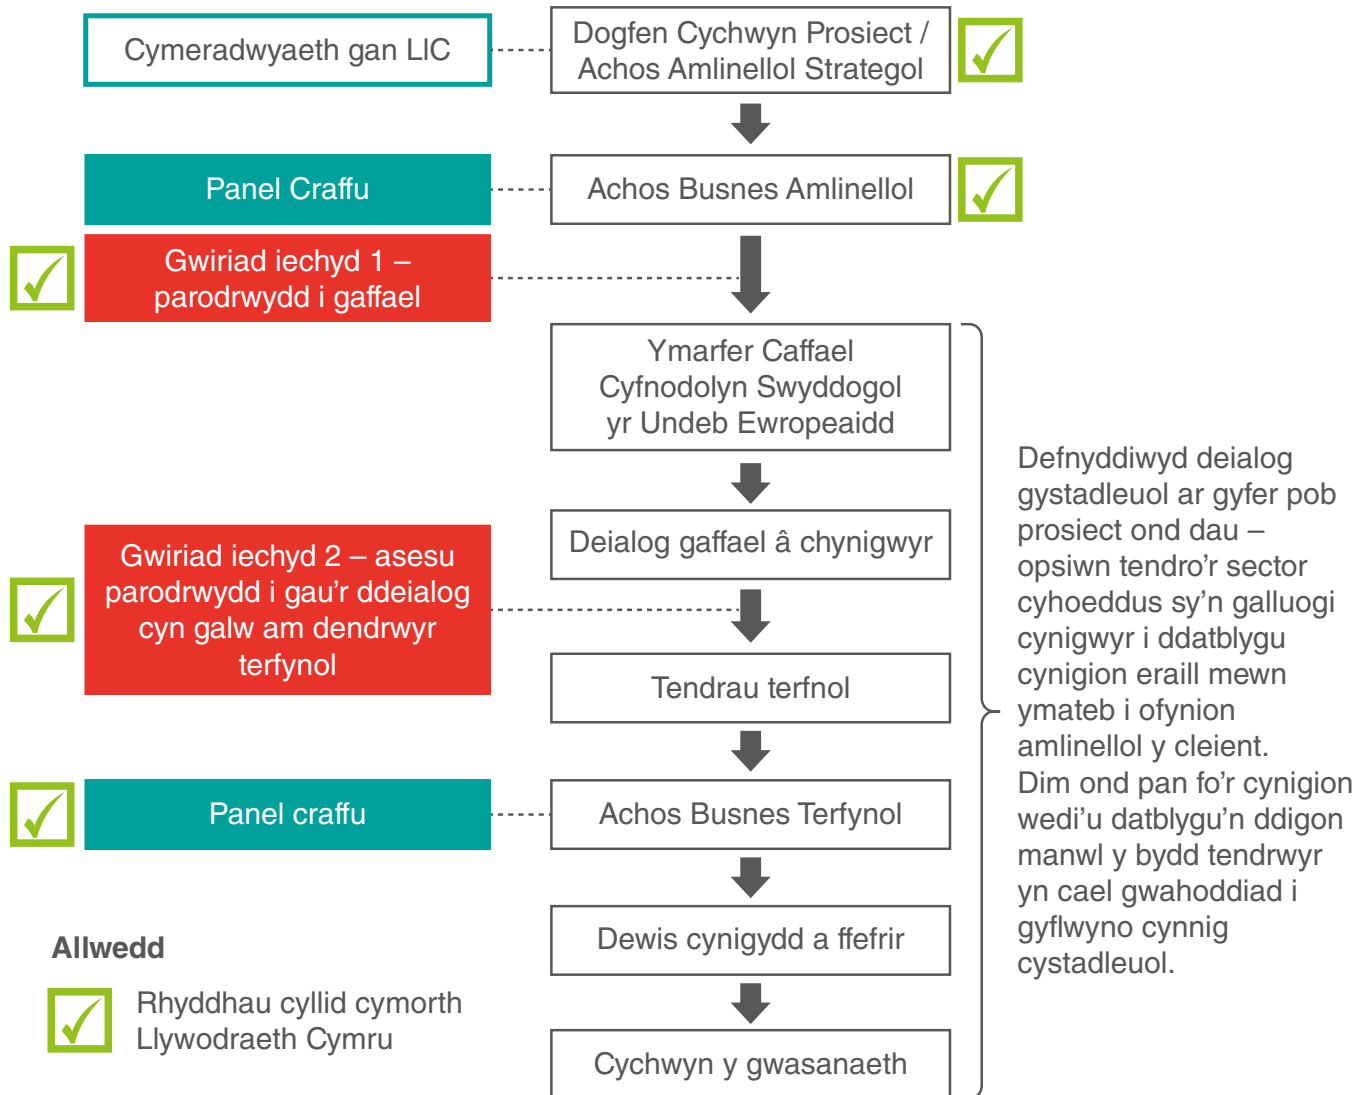 Cymeradwyaeth gan LlC
Dogfen Cychwyn Prosiect /
Achos Amlinellol Strategol
Panel Craffu
Achos Busnes Amlinellol
Gwiriad iechyd 1 –
parodrwydd i gaffael
Ymarfer Caffael
Cyfnodolyn Swyddogol
yr Undeb Ewropeaidd
Deialog gaffael â chynigwyr
Gwiriad iechyd 2 – asesu
parodrwydd i gau'r ddeialog
cyn galw am dendrwyr
terfynol
Tendrau terfnol
Panel craffu
Achos Busnes Terfynol
Dewis cynigydd a ffefrir
Cychwyn y gwasanaeth
Defnyddiwyd deialog
gystadleuol ar gyfer pob
prosiect ond dau –
opsiwn tendro'r sector
cyhoeddus sy'n galluogi
cynigwyr i ddatblygu
cynigion eraill mewn
ymateb i ofynion
amlinellol y cleient.
Dim ond pan fo'r cynigion
wedi'u datblygu'n ddigon
manwl y bydd tendrwyr
yn cael gwahoddiad i
gyflwyno cynnig
cystadleuol.
Allwedd
Rhyddhau cyllid cymorth
Llywodraeth Cymru